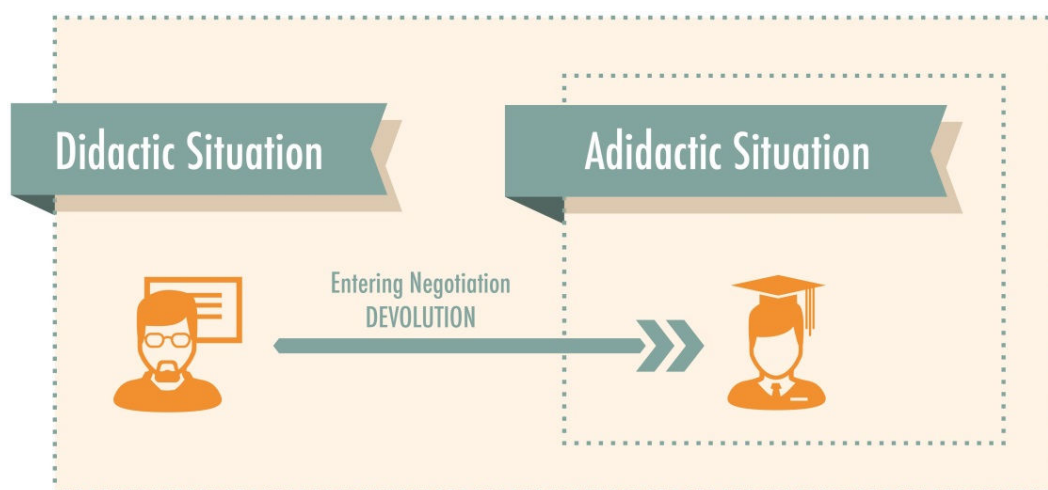 Didactic Situation
Adidactic Situation
Entering Negotiation
DEVOLUTION